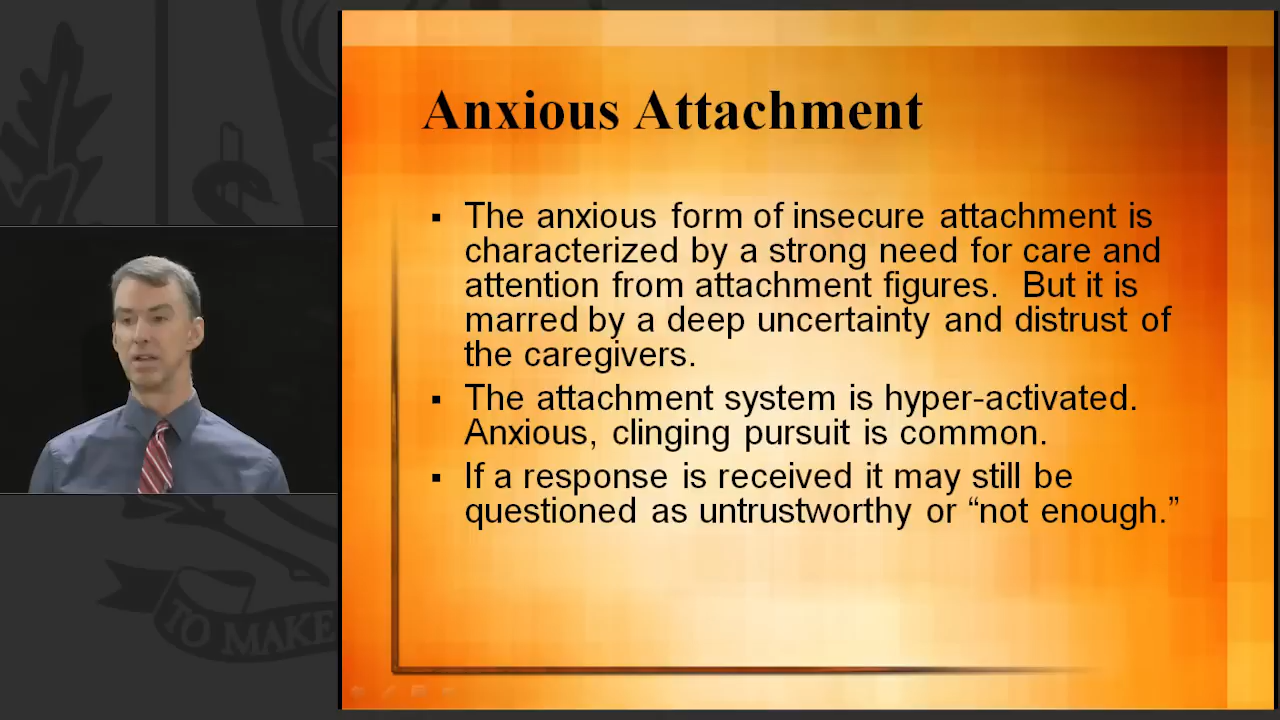 Anxious Attachment
▪ The anxious form of insecure attachment is
characterized by a strong need for care and
attention from attachment figures.  But it is
marred by a deep uncertainty and distrust of
the caregivers.
▪ The attachment system is hyper-activated.
Anxious, clinging pursuit is common.
▪ If a response is received it may still be
questioned as untrustworthy or “not enough.”
TO MAKE